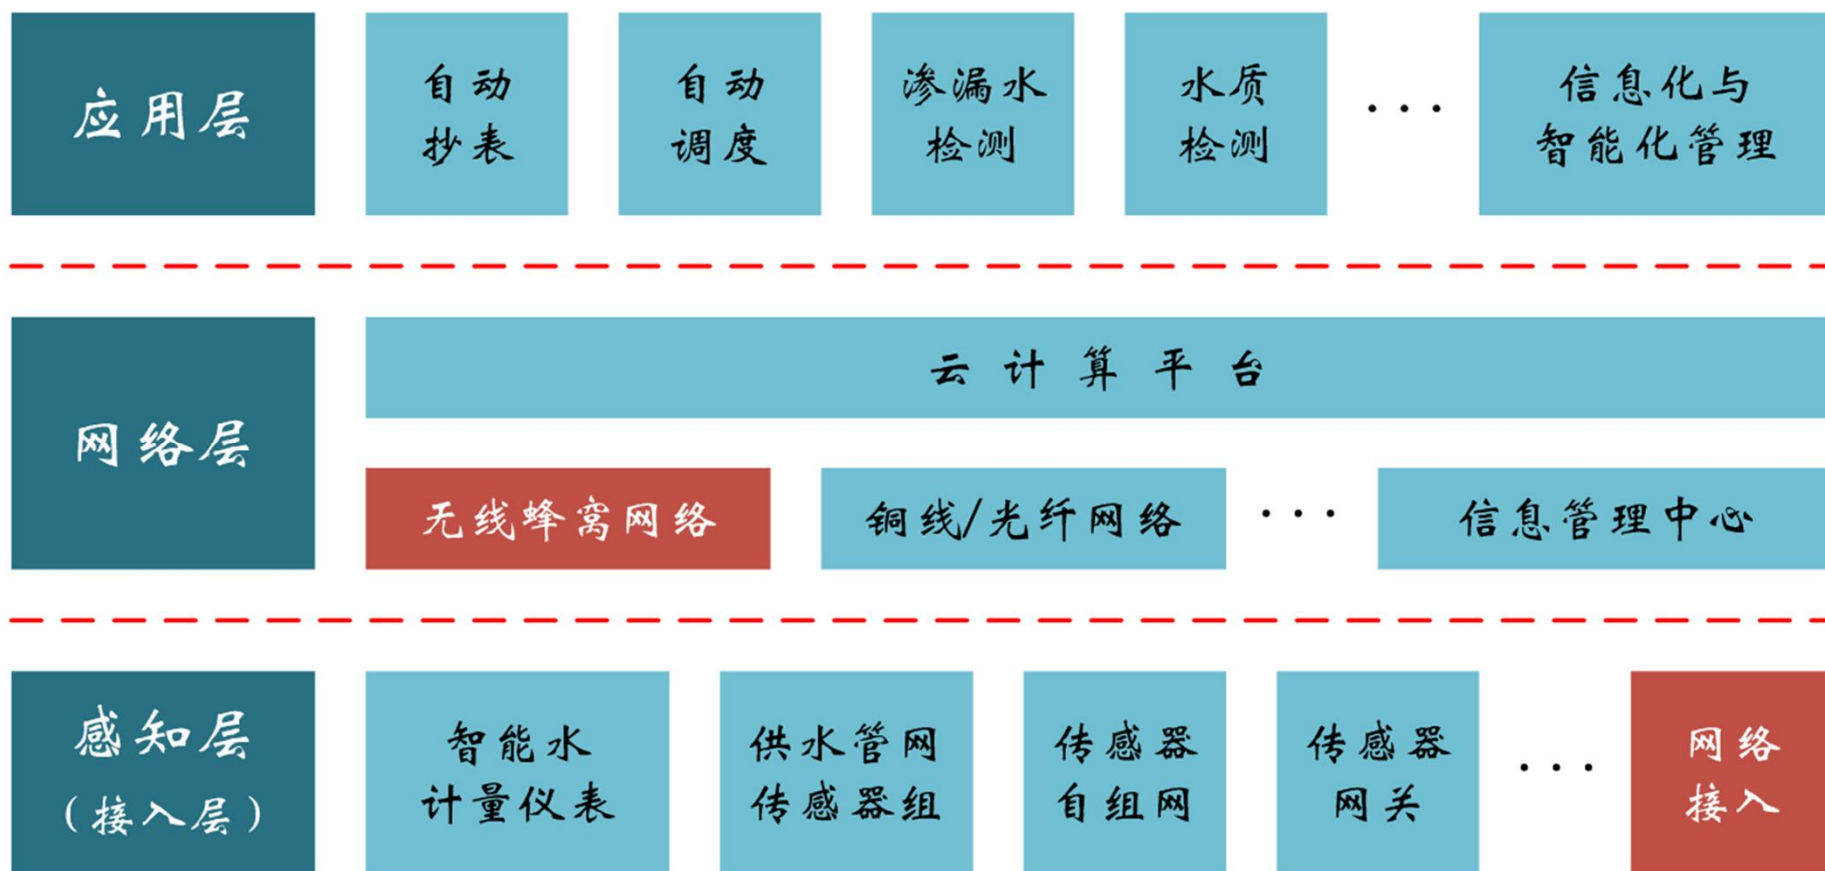 应用层
自动
抄表
自动
调度
渗漏水
检测
水质
检测
···
信息化与
智能化管理
网络层
云计算平台
无线蜂窝网络
铜线/光纤网络
···
信息管理中心
感知层
（接入层）
智能水
计量仪表
供水管网
传感器组
传感器
自组网
传感器
网关
···
网络
接入